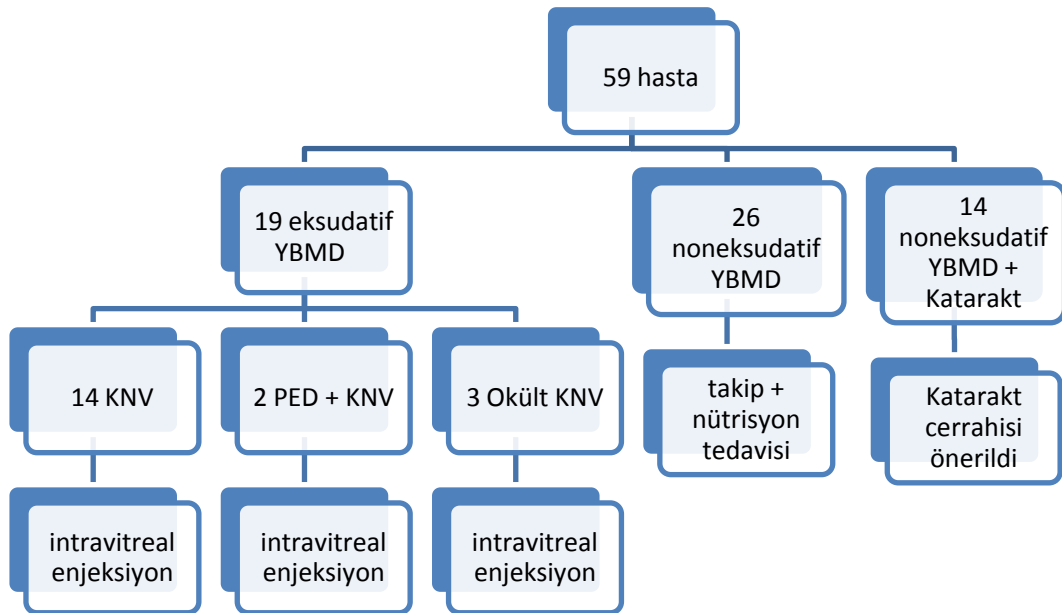 59 hasta
19 eksudatif
YBMD
26
noneksudatif
YBMD
14
noneksudatif
YBMD +
Katarakt
14 KNV
2 PED + KNV
3 Okült KNV
takip +
nütrisyon
tedavisi
Katarakt
cerrahisi
önerildi
intravitreal
enjeksiyon
intravitreal
enjeksiyon
intravitreal
enjeksiyon